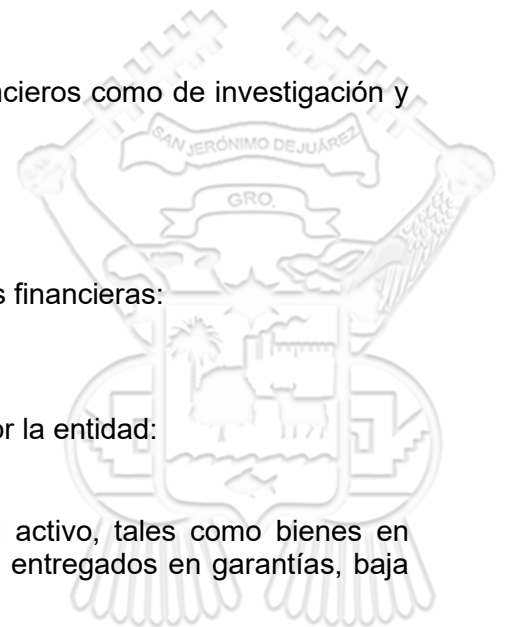 ncieros como de investigación y
SAN JERÓNIMO DE JUÁREZ
GRO.
s financieras:
or la entidad:
activo, tales como bienes en
entregados en garantías, baja